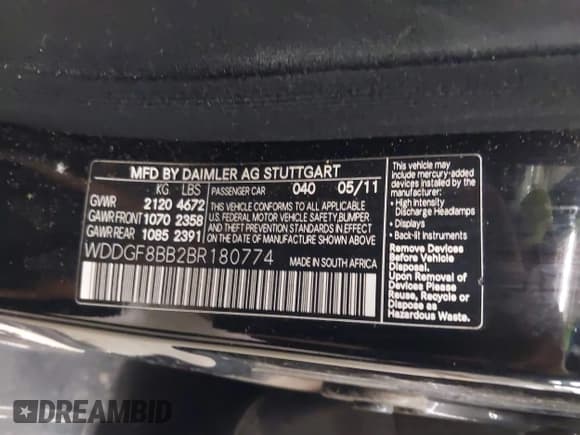 MFD BY DAIMLER AG STUTTGART
KG LBS
GVWR 2120 4672
GAWR FRONT 1070 2358
GAWR REAR 1085 2391
PASSENGER CAR 040 05/11
THIS VEHICLE CONFORMS TO ALL APPLICABLE
U.S. FEDERAL MOTOR VEHICLE SAFETY, BUMPER
AND THEFT PREVENTION STANDARDS IN EFFECT
ON THE DATE OF MANUFACTURE SHOWN ABOVE.
WDDGF8BB2BR180774
MADE IN SOUTH AFRICA
This vehicle may
include mercury-added
devices installed by the
manufacturer:
• High Intensity
Discharge Headlamps
• Displays
• Back-lit Instruments
Remove Devices
Before Vehicle
Disposal.
Upon Removal of
Devices Please
Reuse, Recycle or
Dispose as
Hazardous Waste.
DREAMBID